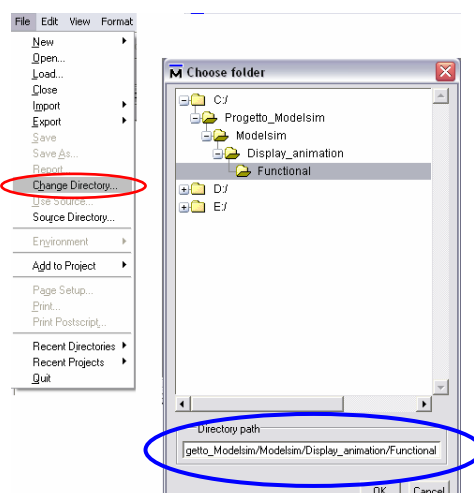 File Edit View Format
New
Open...
Load...
Close
Import
Export
Save
Save As...
Report...
Change Directory...
Use Source...
Source Directory...
Environment
Add to Project
Page Setup...
Print...
Print Postscript...
Recent Directories
Recent Projects
Quit
M Choose folder
C:/
Progetto_Modelsim
Modelsim
Display_animation
Functional
D:/
E:/
Directory path
getto_Modelsim/Modelsim/Display_animation/Functional
OK Cancel